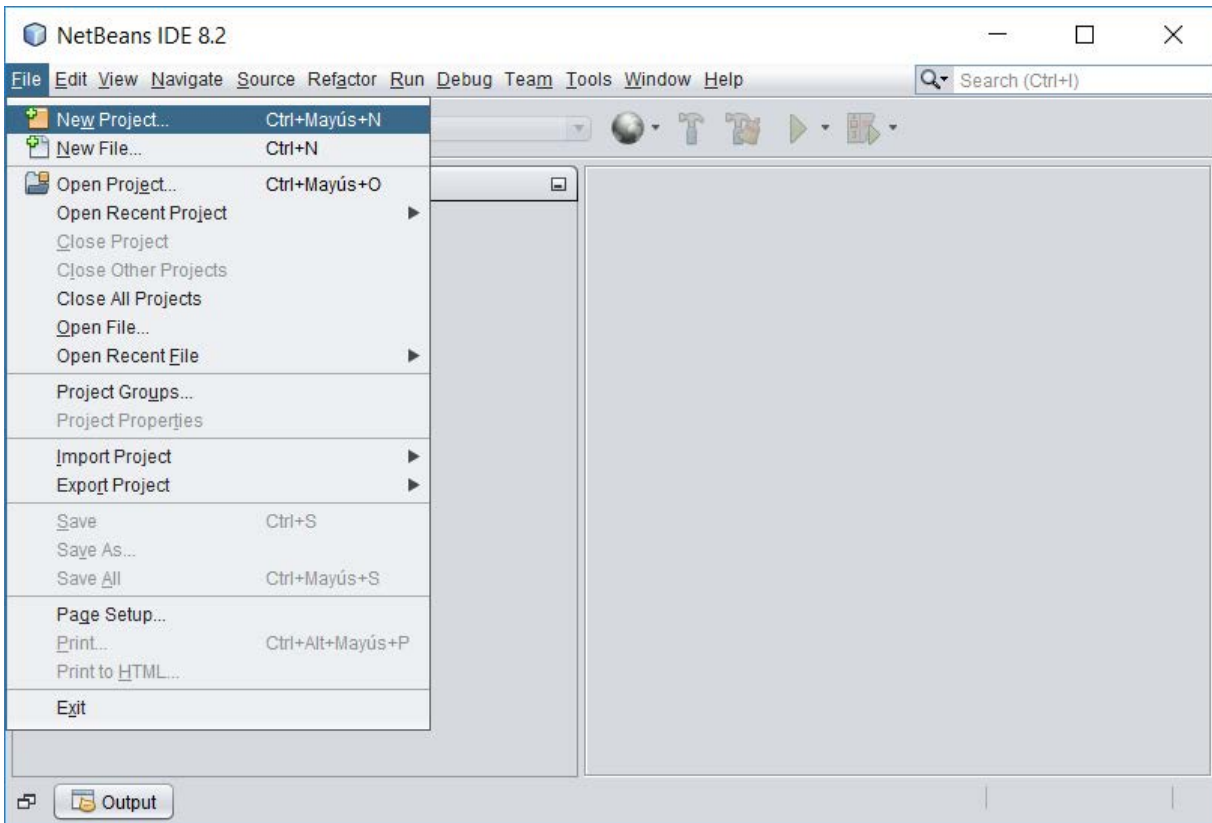 NetBeans IDE 8.2
File Edit View Navigate Source Refactor Run Debug Team Tools Window Help
Search (Ctrl+I)
New Project... Ctrl+Mayús+N
New File... Ctrl+N
Open Project... Ctrl+Mayús+O
Open Recent Project
Close Project
Close Other Projects
Close All Projects
Open File...
Open Recent File
Project Groups...
Project Properties
Import Project
Export Project
Save Ctrl+S
Save As...
Save All Ctrl+Mayús+S
Page Setup...
Print... Ctrl+Alt+Mayús+P
Print to HTML...
Exit
Output